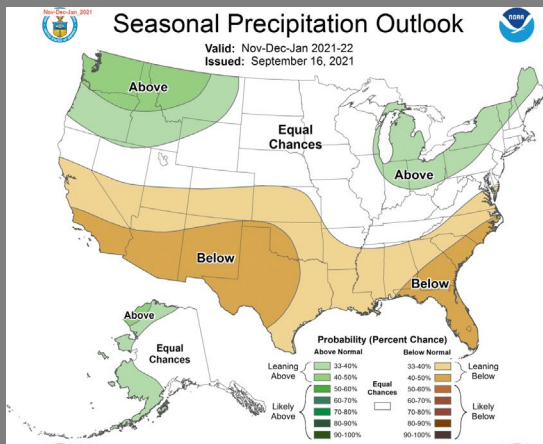 Nov-Dec-Jan_2021
Seasonal Precipitation Outlook
NOAA
Valid: Nov-Dec-Jan 2021-22
Issued: September 16, 2021
Above
Equal
Chances
Above
Below
Below
Above
Equal
Chances
Probability (Percent Chance)
Above Normal
Below Normal
Leaning
Above
33-40%
40-50%
Likely
Above
50-60%
60-70%
70-80%
80-90%
90-100%
Equal
Chances
33-40%
40-50%
Leaning
Below
50-60%
60-70%
70-80%
80-90%
90-100%
Likely
Below